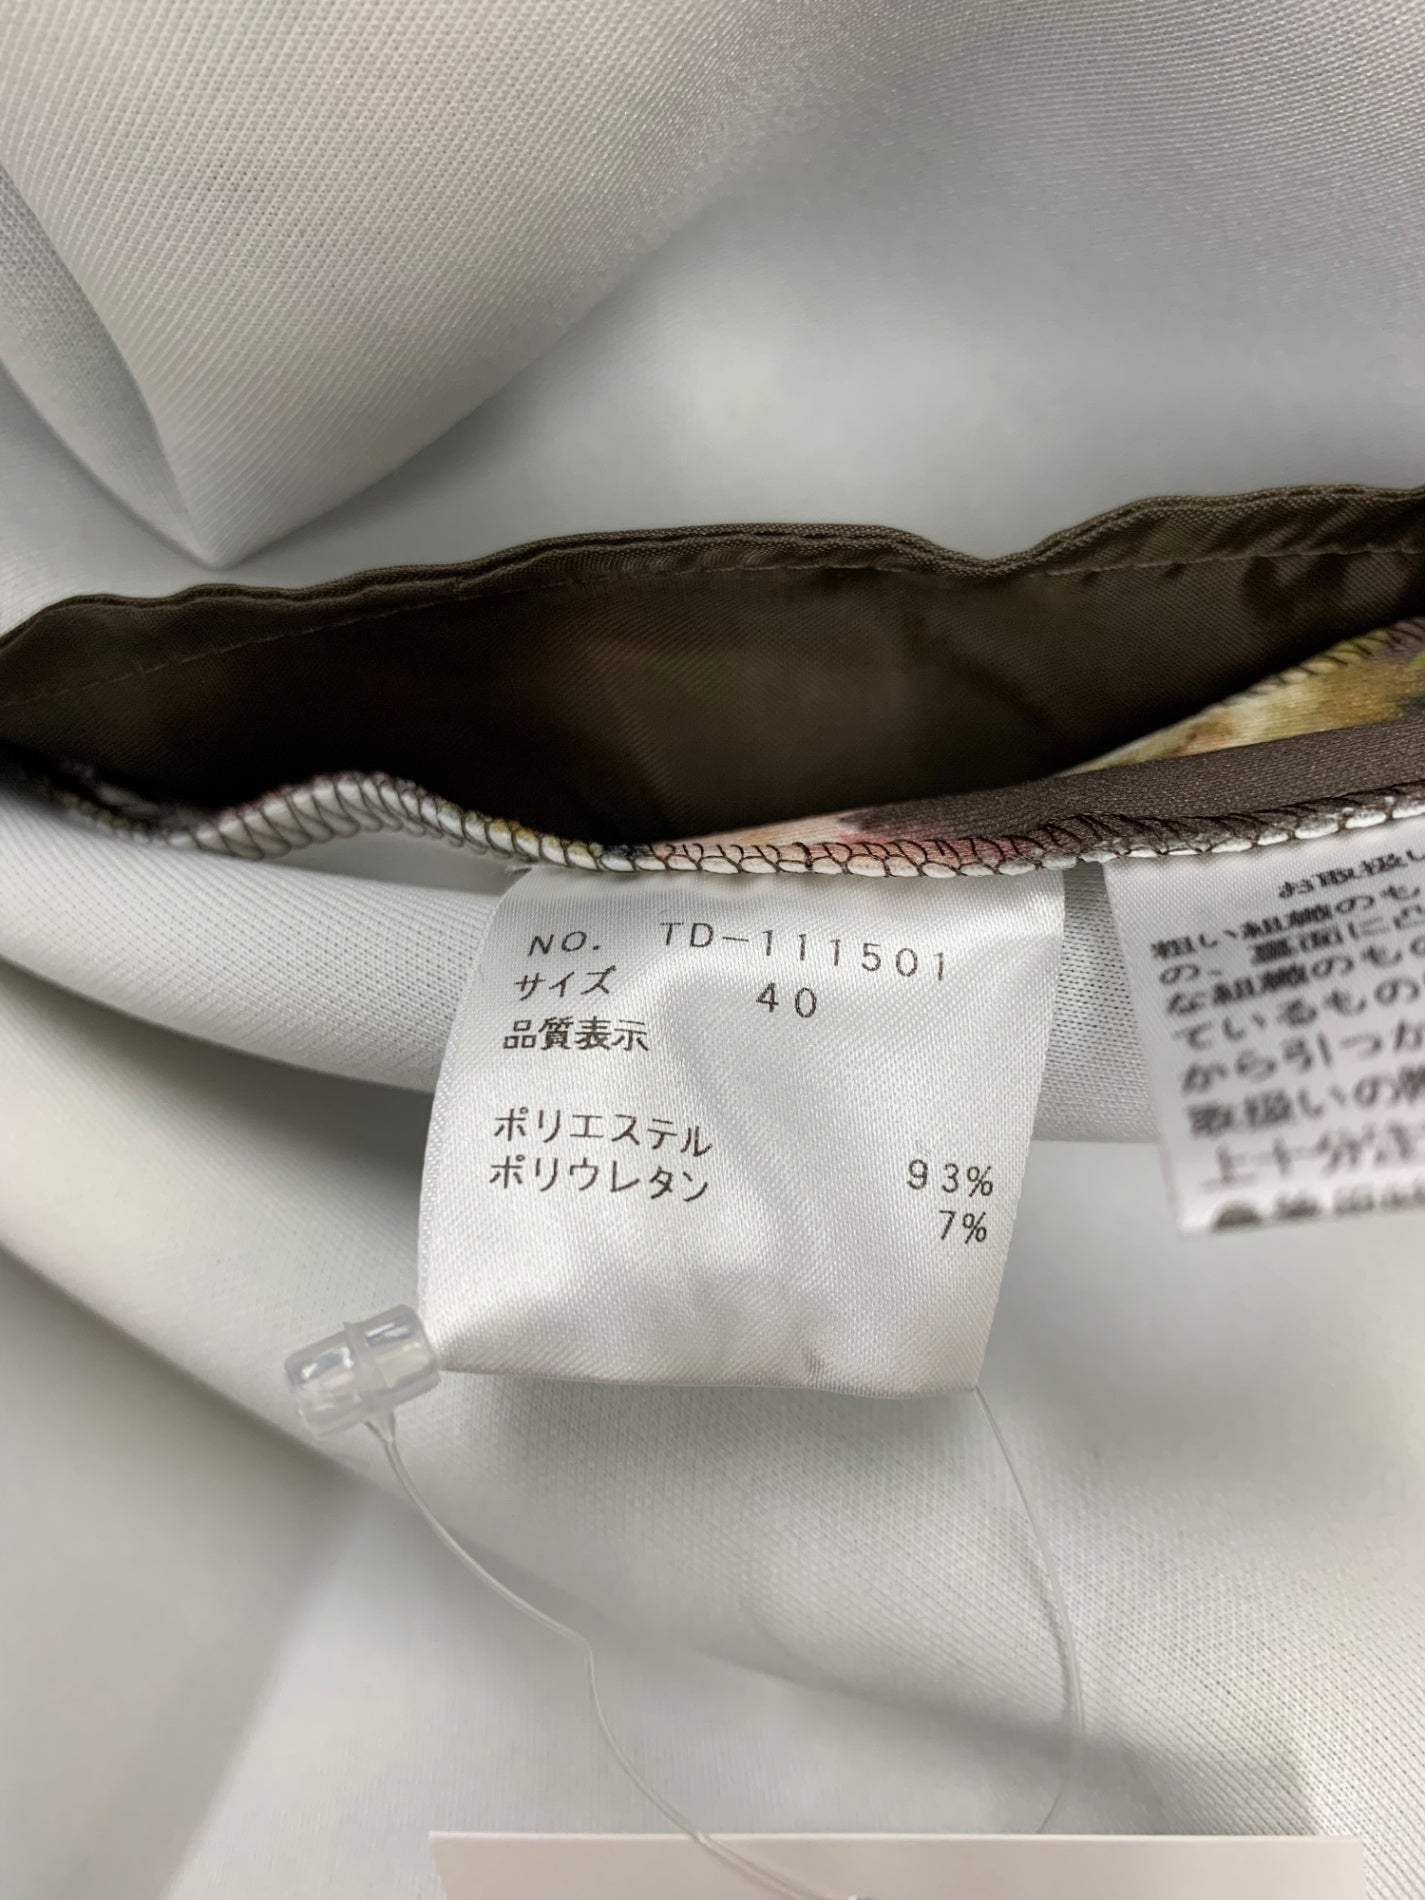 NO. TD-111501
サイズ 40
品質表示
ポリエステル 93%
ポリウレタン 7%
お取扱い
粗い組織のも
の、裏面に凸
な組織のもの
ているもの
から引っか
取扱いの際
上十分注